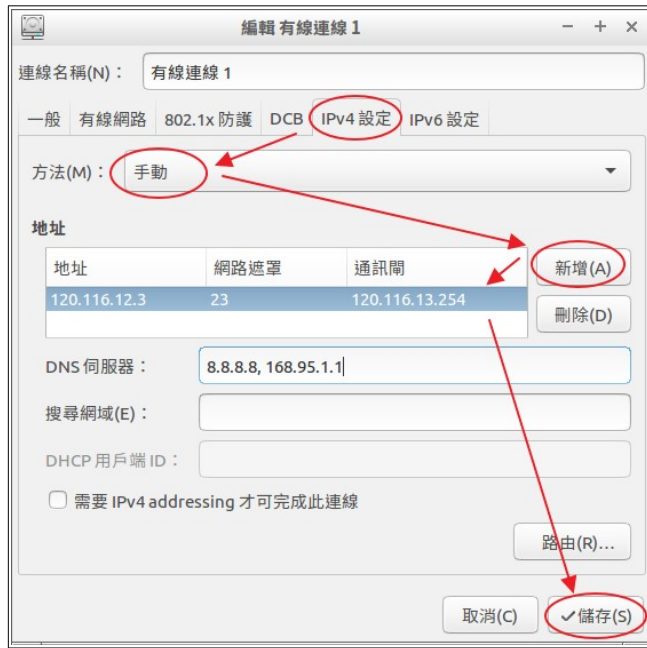 編輯 有線連線 1
連線名稱(N)： 有線連線 1
一般 有線網路 802.1x 防護 DCB IPv4 設定 IPv6 設定
方法(M)： 手動
地址
地址 網路遮罩 通訊閘 新增(A)
120.116.12.3 23 120.116.13.254
刪除(D)
DNS 伺服器： 8.8.8.8, 168.95.1.1
搜尋網域(E)：
DHCP 用戶端 ID：
需要 IPv4 addressing 才可完成此連線
路由(R)...
取消(C) 儲存(S)